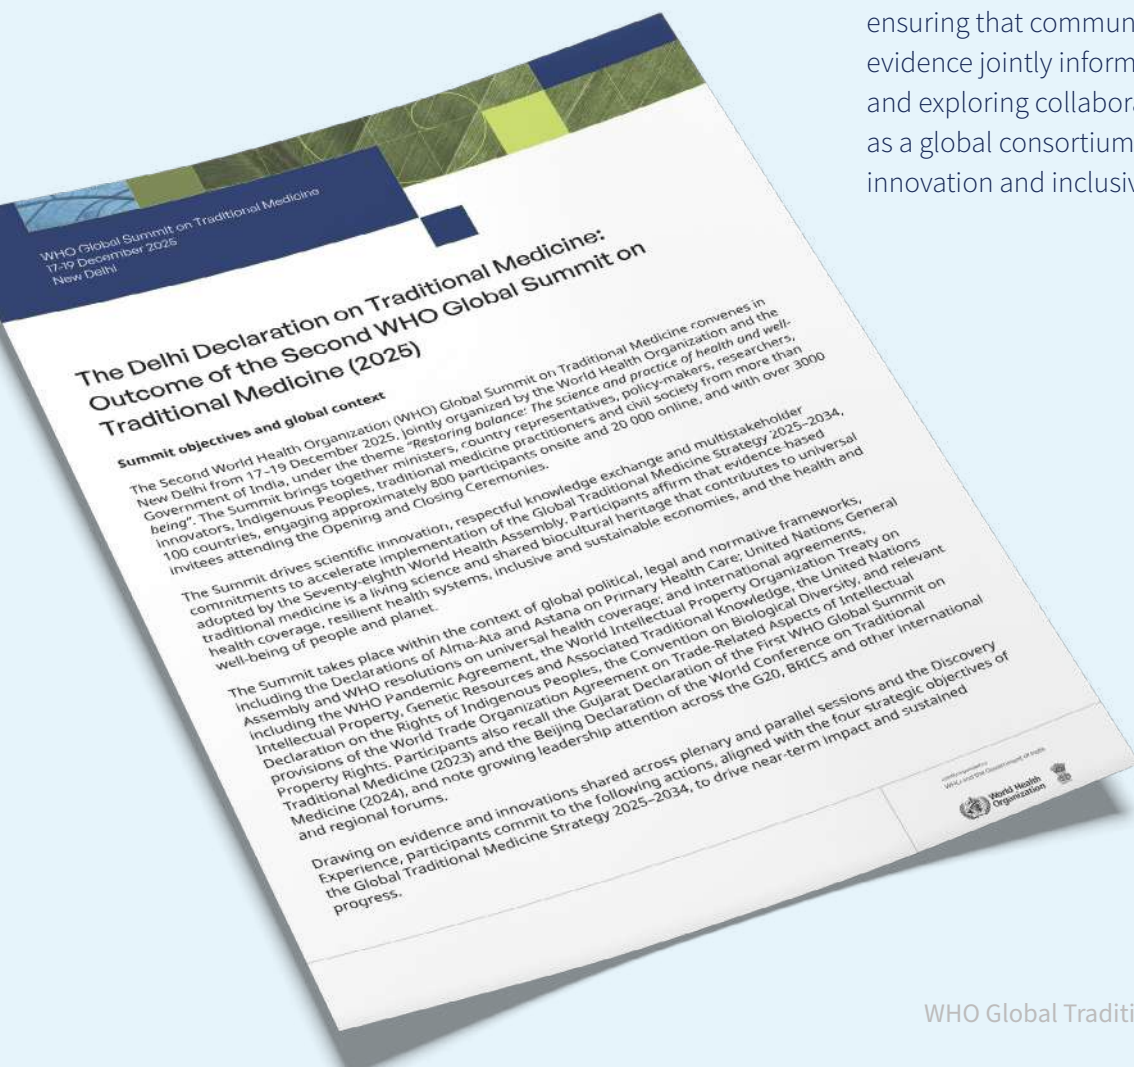 ensuring that commun
evidence jointly inform
and exploring collabora
as a global consortium
innovation and inclusiv
WHO Global Summit on Traditional Medicine
17-19 December 2025
New Delhi
The Delhi Declaration on Traditional Medicine:
Outcome of the Second WHO Global Summit on
Traditional Medicine (2025)
Summit objectives and global context
The Second World Health Organization (WHO) Global Summit on Traditional Medicine convenes in
New Delhi from 17–19 December 2025, jointly organized by the World Health Organization and the
Government of India, under the theme "Restoring balance: The science and practice of health and well-
being". The Summit brings together ministers, country representatives, policy-makers, researchers,
innovators, Indigenous Peoples, traditional medicine practitioners and civil society from more than
100 countries, engaging approximately 800 participants onsite and 20 000 online, and with over 3000
invitees attending the Opening and Closing Ceremonies.
The Summit drives scientific innovation, respectful knowledge exchange and multistakeholder
commitments to accelerate implementation of the Global Traditional Medicine Strategy 2025–2034,
adopted by the Seventy-eighth World Health Assembly. Participants affirm that evidence-based
traditional medicine is a living science and shared biocultural heritage that contributes to universal
health coverage, resilient health systems, inclusive and sustainable economies, and the health and
well-being of people and planet.
The Summit takes place within the context of global political, legal and normative frameworks,
including the Declarations of Alma-Ata and Astana on Primary Health Care; United Nations General
Assembly and WHO resolutions on universal health coverage; and international agreements,
including the WHO Pandemic Agreement, the World Intellectual Property Organization Treaty on
Intellectual Property, Genetic Resources and Associated Traditional Knowledge, the United Nations
Declaration on the Rights of Indigenous Peoples, the Convention on Biological Diversity, and relevant
provisions of the World Trade Organization Agreement on Trade-Related Aspects of Intellectual
Property Rights. Participants also recall the Gujarat Declaration of the First WHO Global Summit on
Traditional Medicine (2023) and the Beijing Declaration of the World Conference on Traditional
Medicine (2024), and note growing leadership attention across the G20, BRICS and other international
and regional forums.
Drawing on evidence and innovations shared across plenary and parallel sessions and the Discovery
Experience, participants commit to the following actions, aligned with the four strategic objectives of
the Global Traditional Medicine Strategy 2025–2034, to drive near-term impact and sustained
progress.
WHO and the Government of India
World Health
Organization
WHO Global Traditi